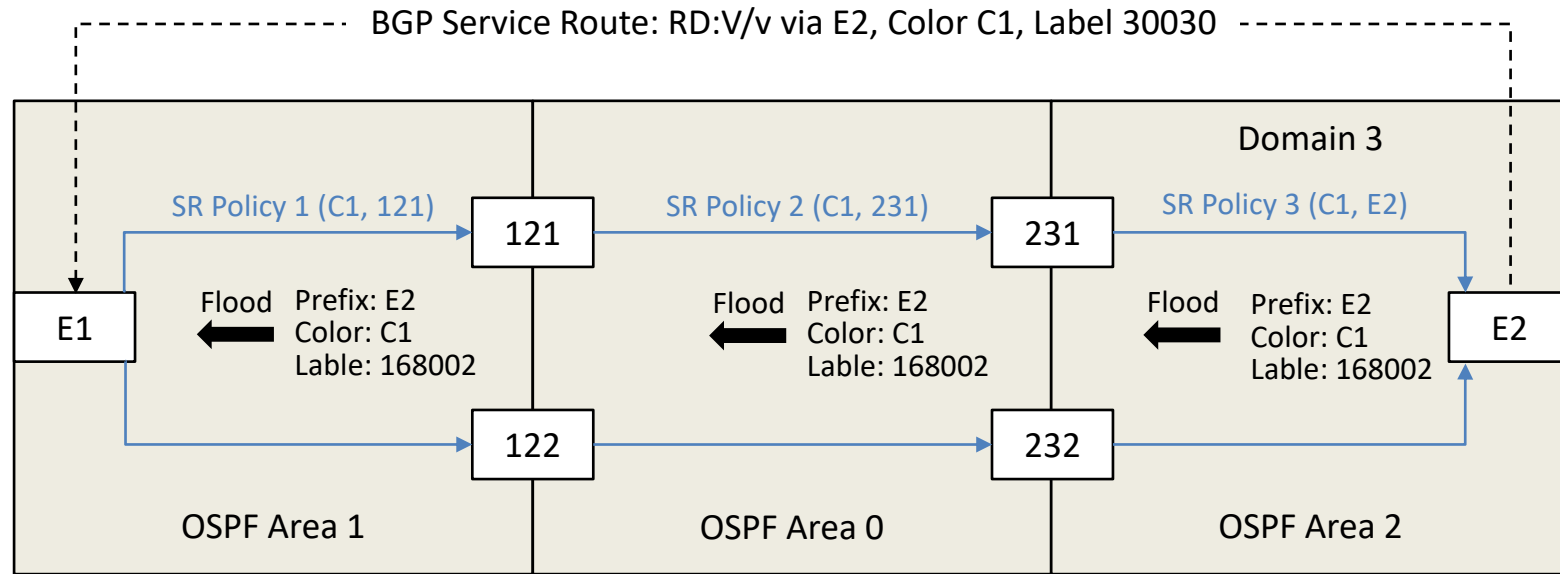 BGP Service Route: RD:V/v via E2, Color C1, Label 30030
Domain 3
SR Policy 1 (C1, 121)
SR Policy 2 (C1, 231)
SR Policy 3 (C1, E2)
121
231
E1
Flood
Prefix: E2
Color: C1
Lable: 168002
Flood
Prefix: E2
Color: C1
Lable: 168002
Flood
Prefix: E2
Color: C1
Lable: 168002
E2
122
232
OSPF Area 1
OSPF Area 0
OSPF Area 2